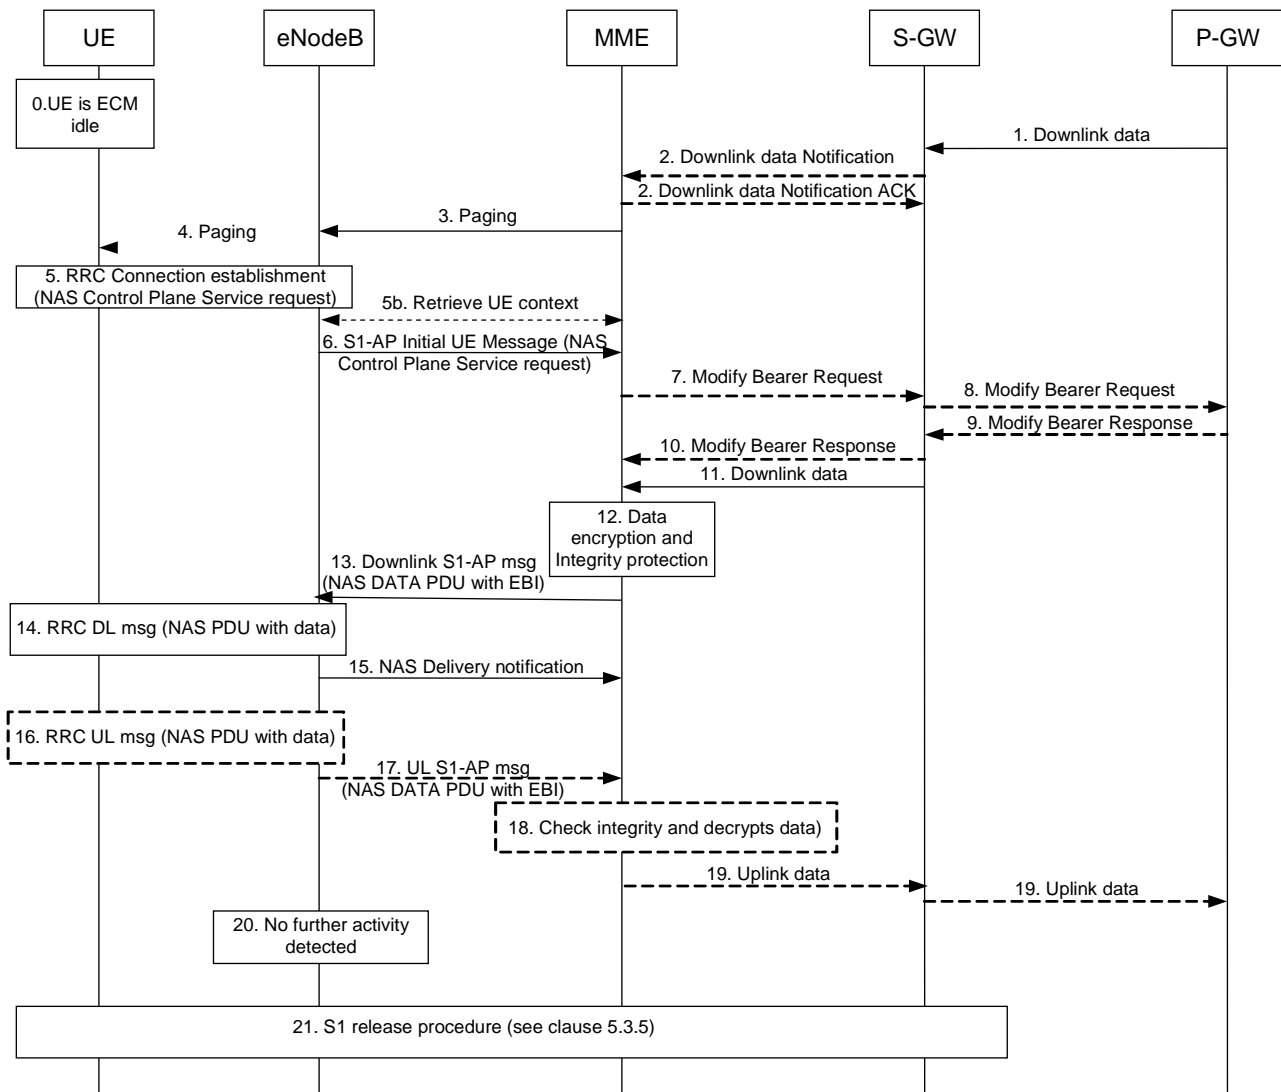 UE
eNodeB
MME
S-GW
P-GW
0.UE is ECM
idle
1. Downlink data
2. Downlink data Notification
2. Downlink data Notification ACK
3. Paging
4. Paging
5. RRC Connection establishment
(NAS Control Plane Service request)
5b. Retrieve UE context
6. S1-AP Initial UE Message (NAS
Control Plane Service request)
7. Modify Bearer Request
8. Modify Bearer Request
9. Modify Bearer Response
10. Modify Bearer Response
11. Downlink data
12. Data
encryption and
Integrity protection
13. Downlink S1-AP msg
(NAS DATA PDU with EBI)
14. RRC DL msg (NAS PDU with data)
15. NAS Delivery notification
16. RRC UL msg (NAS PDU with data)
17. UL S1-AP msg
(NAS DATA PDU with EBI)
18. Check integrity and decrypts data)
19. Uplink data
19. Uplink data
20. No further activity
detected
21. S1 release procedure (see clause 5.3.5)